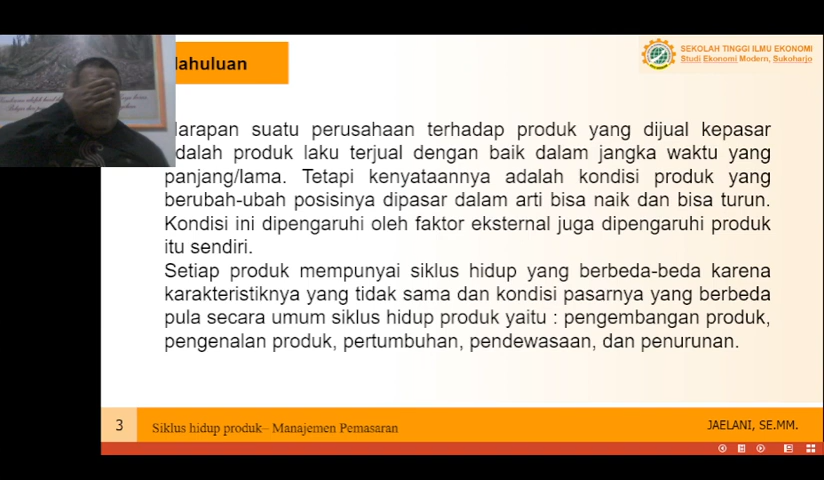 dahuluan
SEKOLAH TINGGI ILMU EKONOMI
Studi Ekonomi Modern, Sukoharjo
Harapan suatu perusahaan terhadap produk yang dijual kepasar
adalah produk laku terjual dengan baik dalam jangka waktu yang
panjang/lama. Tetapi kenyataannya adalah kondisi produk yang
berubah-ubah posisinya dipasar dalam arti bisa naik dan bisa turun.
Kondisi ini dipengaruhi oleh faktor eksternal juga dipengaruhi produk
itu sendiri.
Setiap produk mempunyai siklus hidup yang berbeda-beda karena
karakteristiknya yang tidak sama dan kondisi pasarnya yang berbeda
pula secara umum siklus hidup produk yaitu : pengembangan produk,
pengenalan produk, pertumbuhan, pendewasaan, dan penurunan.
3
Siklus hidup produk– Manajemen Pemasaran
JAELANI, SE.MM.